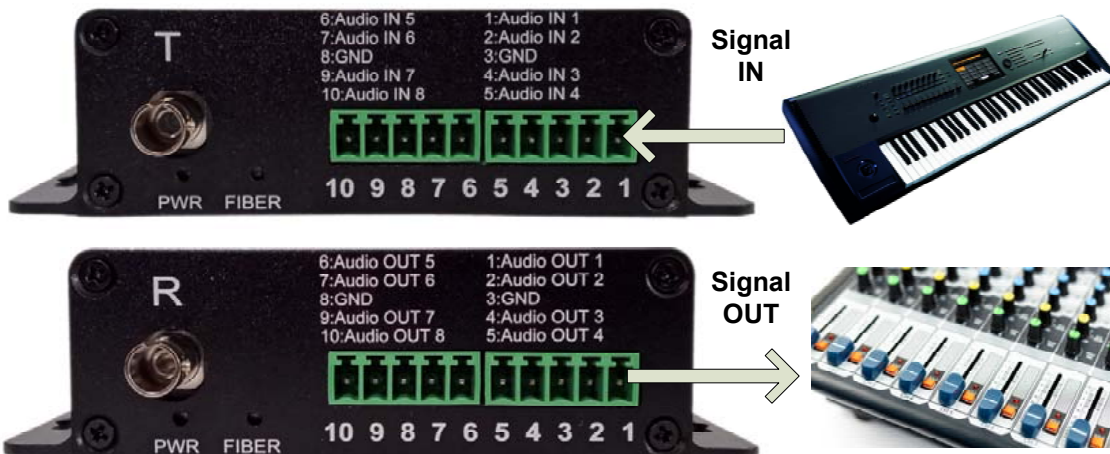 T
6:Audio IN 5
7:Audio IN 6
8:GND
9:Audio IN 7
10:Audio IN 8
1:Audio IN 1
2:Audio IN 2
3:GND
4:Audio IN 3
5:Audio IN 4
Signal
IN
10 9 8 7 6 5 4 3 2 1
PWR FIBER
R
6:Audio OUT 5
7:Audio OUT 6
8:GND
9:Audio OUT 7
10:Audio OUT 8
1:Audio OUT 1
2:Audio OUT 2
3:GND
4:Audio OUT 3
5:Audio OUT 4
Signal
OUT
10 9 8 7 6 5 4 3 2 1
PWR FIBER